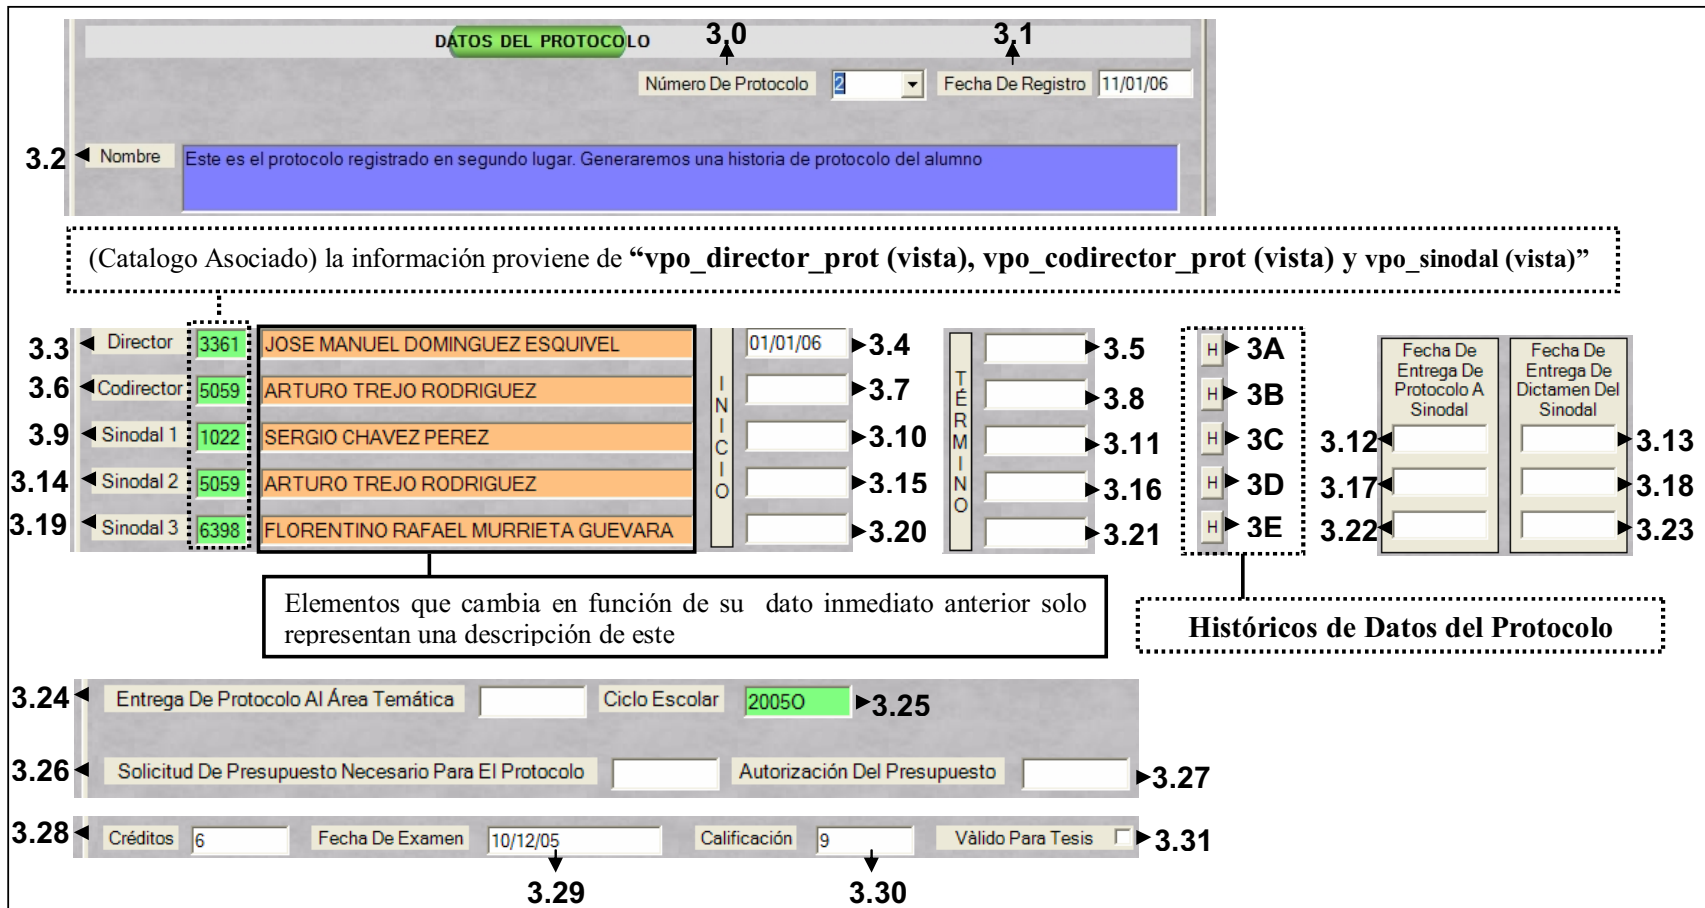 DATOS DEL PROTOCOLO 3.0 3.1
Número De Protocolo 2 Fecha De Registro 11/01/06
3.2 Nombre Este es el protocolo registrado en segundo lugar. Generaremos una historia de protocolo del alumno
(Catalogo Asociado) la información proviene de “vpo_director_prot (vista), vpo_codirector_prot (vista) y vpo_sinodal (vista)”
3.3 Director 3361 JOSE MANUEL DOMINGUEZ ESQUIVEL INICIO 01/01/06 3.4 TÉRMINO 3.5 H 3A
3.6 Codirector 5059 ARTURO TREJO RODRIGUEZ 3.7 3.8 H 3B
3.9 Sinodal 1 1022 SERGIO CHAVEZ PEREZ 3.10 3.11 H 3C
3.14 Sinodal 2 5059 ARTURO TREJO RODRIGUEZ 3.15 3.16 H 3D
3.19 Sinodal 3 6398 FLORENTINO RAFAEL MURRIETA GUEVARA 3.20 3.21 H 3E
Fecha De
Entrega De
Protocolo A
Sinodal
Fecha De
Entrega De
Dictamen Del
Sinodal
3.12 3.13
3.17 3.18
3.22 3.23
Elementos que cambia en función de su dato inmediato anterior solo
representan una descripción de este
Históricos de Datos del Protocolo
3.24 Entrega De Protocolo Al Área Temática Ciclo Escolar 2005O 3.25
3.26 Solicitud De Presupuesto Necesario Para El Protocolo Autorización Del Presupuesto 3.27
3.28 Créditos 6 Fecha De Examen 10/12/05 Calificación 9 Vàlido Para Tesis 3.31
3.29 3.30